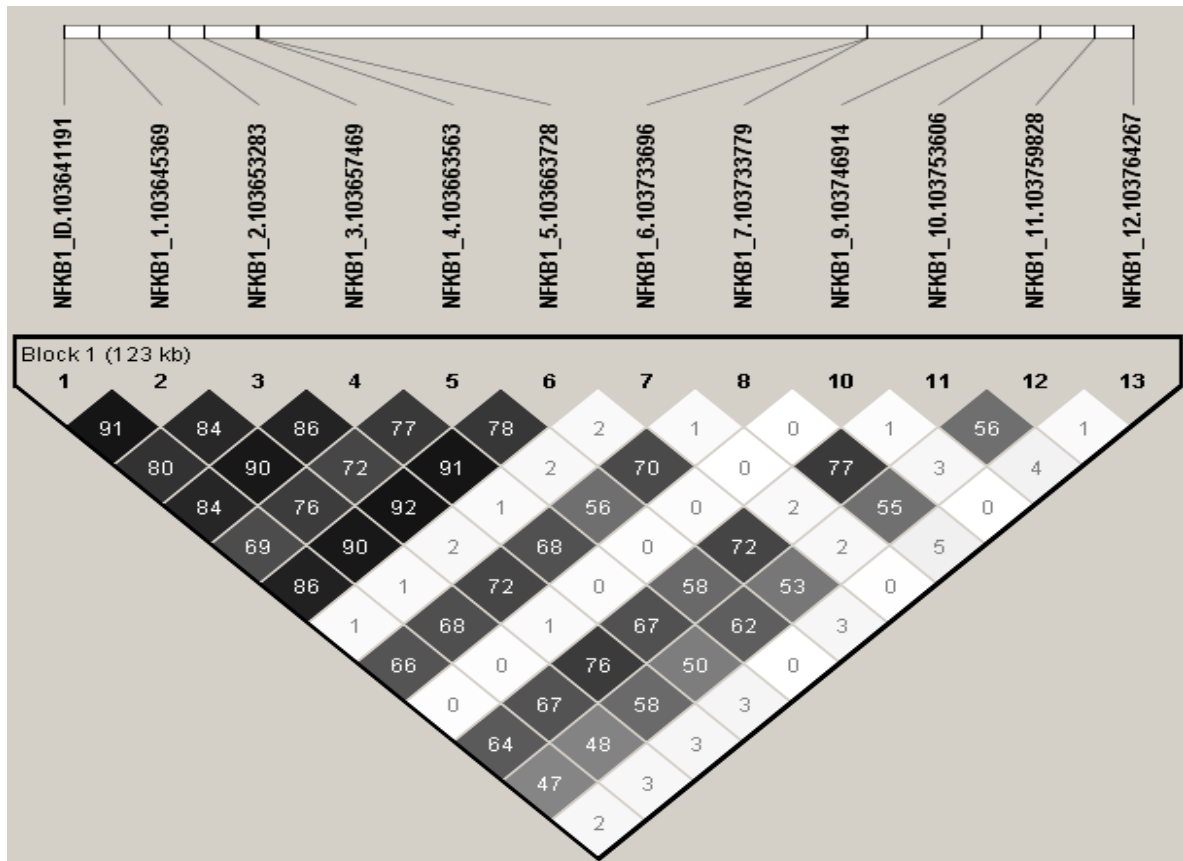 NFKB1_ID.103641191
NFKB1_1.103645369
NFKB1_2.103653283
NFKB1_3.103657469
NFKB1_4.103663563
NFKB1_5.103663728
NFKB1_6.103733696
NFKB1_7.103733779
NFKB1_9.103746914
NFKB1_10.103753606
NFKB1_11.103759828
NFKB1_12.103764267
Block 1 (123 kb)
1 2 3 4 5 6 7 8 10 11 12 13
91 84 86 77 78 2 1 0 1 56 1
80 90 72 91 2 70 0 77 3 4
84 76 92 1 56 0 2 55 0
69 90 2 68 0 72 2 5
86 1 72 0 58 53 0
1 68 1 67 62 3
66 0 76 50 0
0 67 58 3
64 48 3
47 3
2